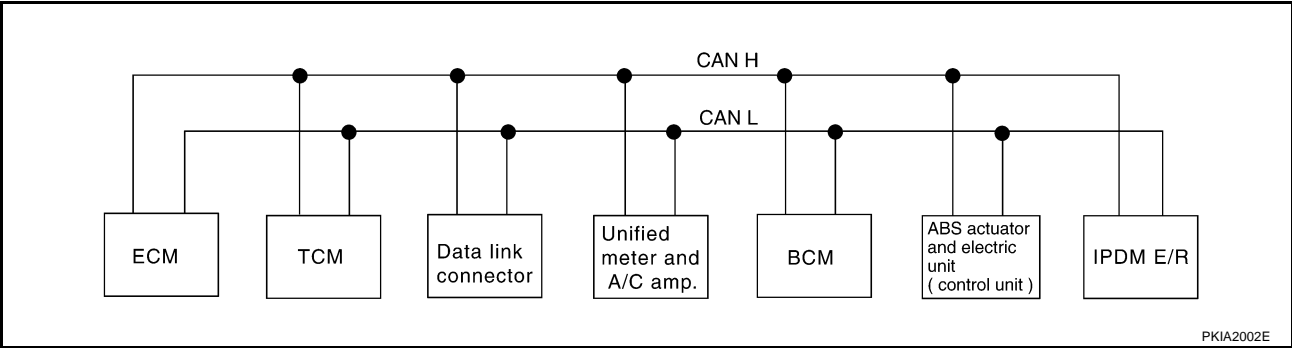 CAN H
CAN L
ECM
TCM
Data link
connector
Unified
meter and
A/C amp.
BCM
ABS actuator
and electric
unit
( control unit )
IPDM E/R
PKIA2002E